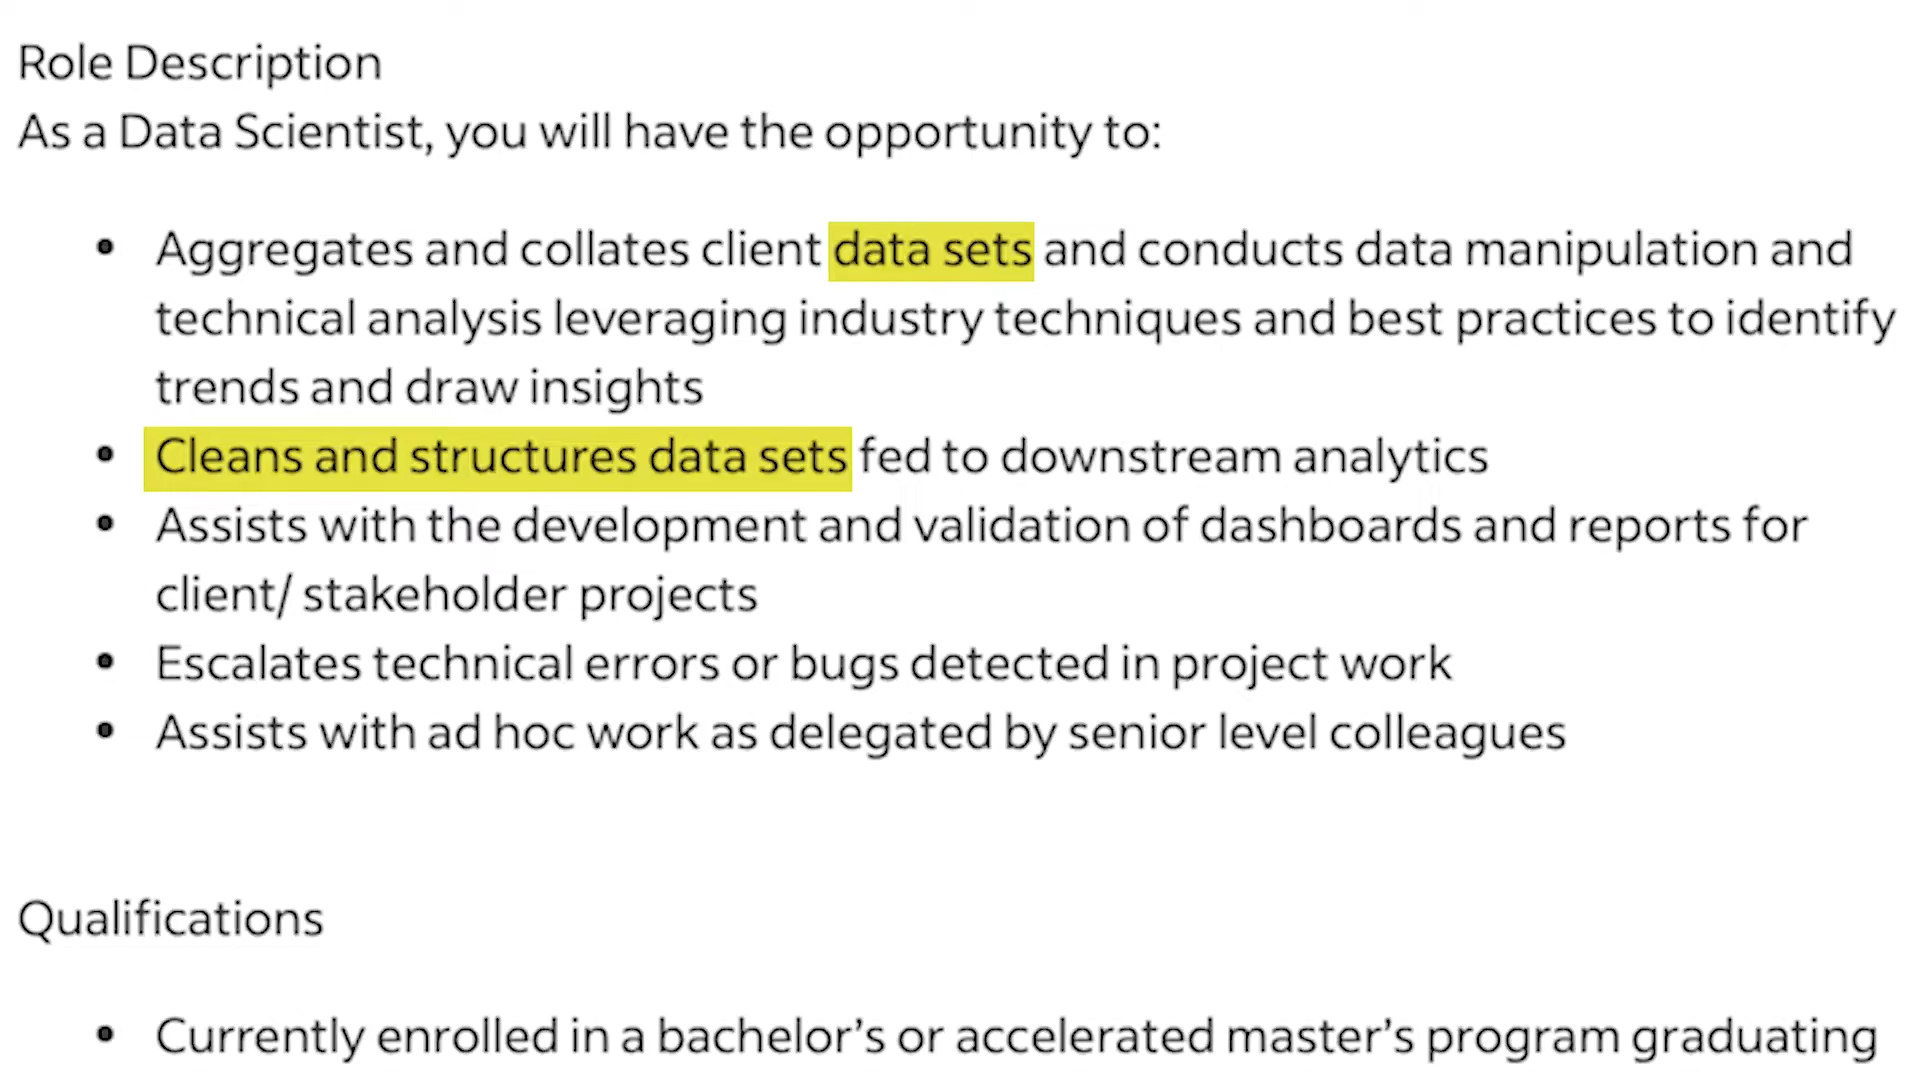 Role Description
As a Data Scientist, you will have the opportunity to:
• Aggregates and collates client data sets and conducts data manipulation and
technical analysis leveraging industry techniques and best practices to identify
trends and draw insights
• Cleans and structures data sets fed to downstream analytics
• Assists with the development and validation of dashboards and reports for
client/ stakeholder projects
• Escalates technical errors or bugs detected in project work
• Assists with ad hoc work as delegated by senior level colleagues
Qualifications
• Currently enrolled in a bachelor’s or accelerated master’s program graduating